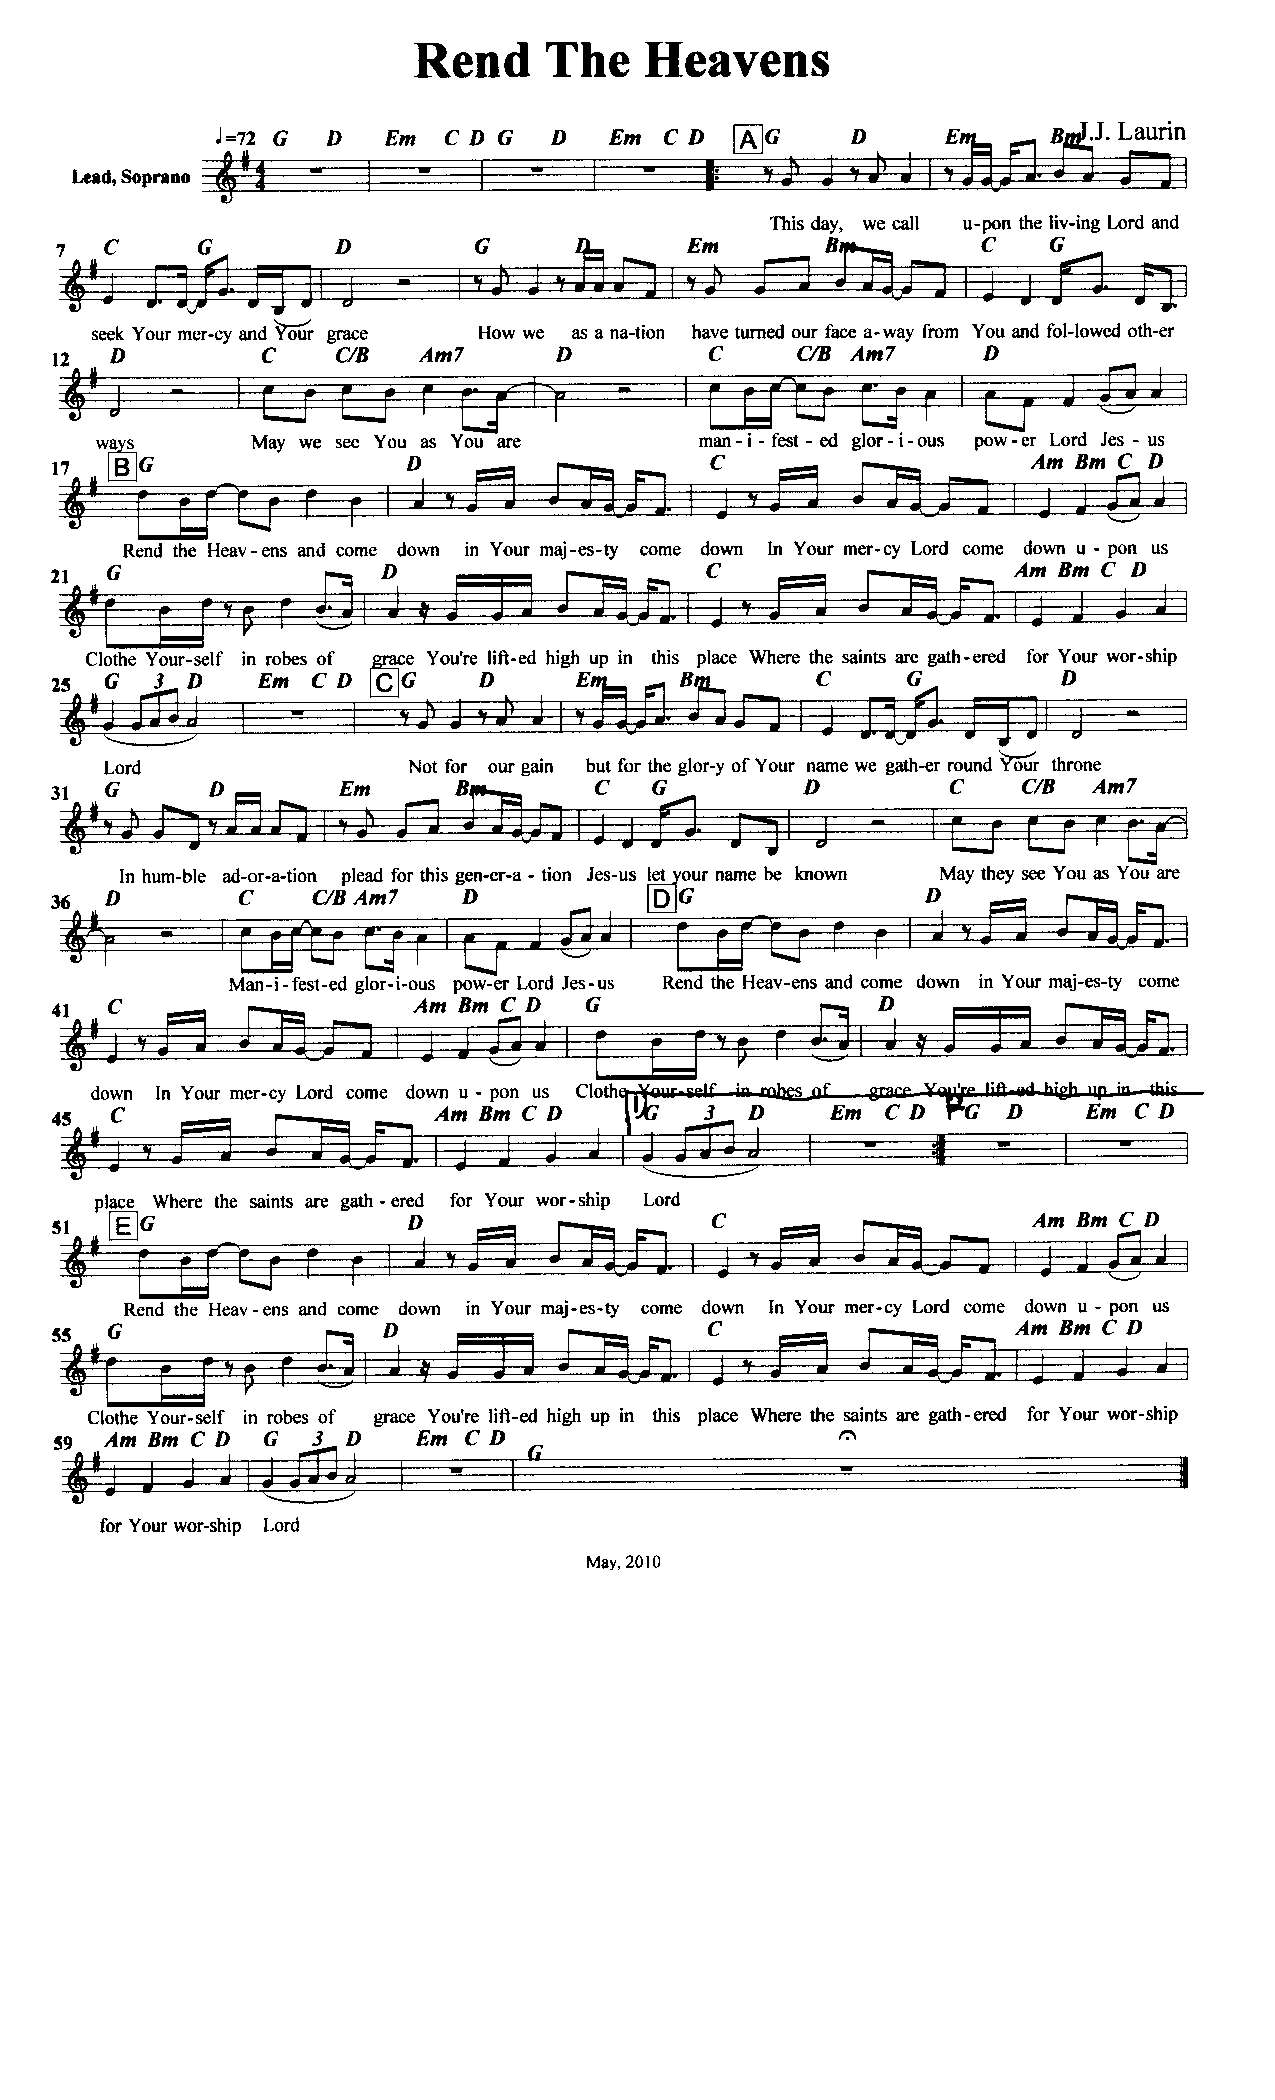 Rend The Heavens
♩=72 G D Em C D G D Em C D A G D Em Bm J.J. Laurin
Lead, Soprano
This day, we call u-pon the liv-ing Lord and
7 C G D G D Em Bm C G
seek Your mer-cy and Your grace How we as a na-tion have turned our face a-way from You and fol-lowed oth-er
12 D C C/B Am7 D C C/B Am7 D
ways May we see You as You are man-i-fest-ed glor-i-ous pow-er Lord Jes-us
17 B G D C Am Bm C D
Rend the Heav-ens and come down in Your maj-es-ty come down In Your mer-cy Lord come down u-pon us
21 G D C Am Bm C D
Clothe Your-self in robes of grace You're lift-ed high up in this place Where the saints are gath-ered for Your wor-ship
25 G 3 D Em C D C G D Em Bm C G D
Lord Not for our gain but for the glor-y of Your name we gath-er round Your throne
31 G D Em Bm C G D C C/B Am7
In hum-ble ad-or-a-tion plead for this gen-er-a-tion Jes-us let your name be known May they see You as You are
36 D C C/B Am7 D D G D
Man-i-fest-ed glor-i-ous pow-er Lord Jes-us Rend the Heav-ens and come down in Your maj-es-ty come
41 C Am Bm C D G D
down In Your mer-cy Lord come down u-pon us Clothe Your-self in robes of grace You're lift-ed high up in this
45 C Am Bm C D G 3 D Em C D G D Em C D
place Where the saints are gath-ered for Your wor-ship Lord
51 E G D C Am Bm C D
Rend the Heav-ens and come down in Your maj-es-ty come down In Your mer-cy Lord come down u-pon us
55 G D C Am Bm C D
Clothe Your-self in robes of grace You're lift-ed high up in this place Where the saints are gath-ered for Your wor-ship
59 Am Bm C D G 3 D Em C D G
for Your wor-ship Lord
May, 2010